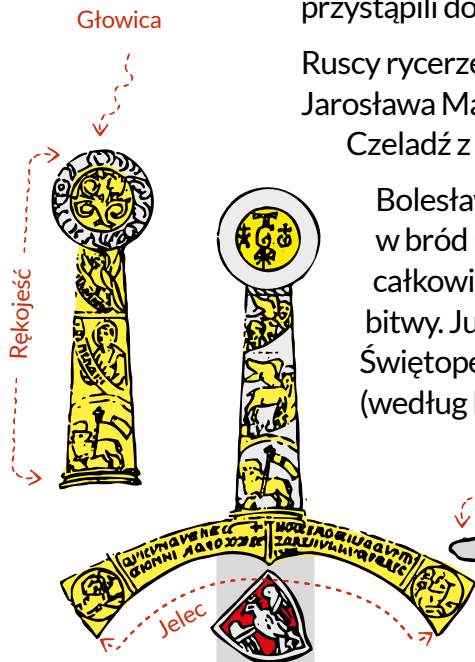 Głowica
przystąpili do
Ruscy rycerze
Jarosława Ma
Czeladź z
Bolesław
w bród
całkowi
bitwy. Ju
Świętope
(według
Rękojeść
Jelec